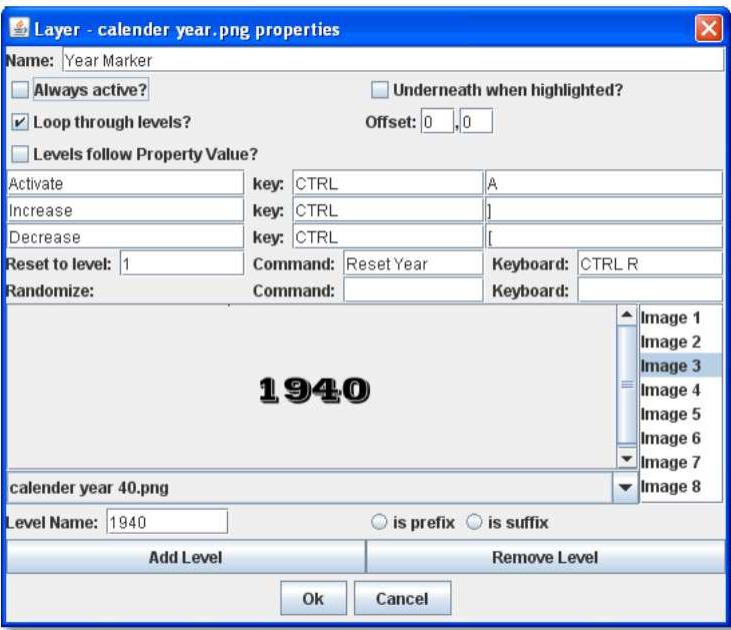 Layer - calender year.png properties
Name: Year Marker
Always active? Underneath when highlighted?
Loop through levels? Offset: 0 ,0
Levels follow Property Value?
Activate key: CTRL A
Increase key: CTRL ]
Decrease key: CTRL [
Reset to level: 1 Command: Reset Year Keyboard: CTRL R
Randomize: Command: Keyboard:
1940
Image 1
Image 2
Image 3
Image 4
Image 5
Image 6
Image 7
Image 8
calender year 40.png
Level Name: 1940 is prefix is suffix
Add Level Remove Level
Ok Cancel